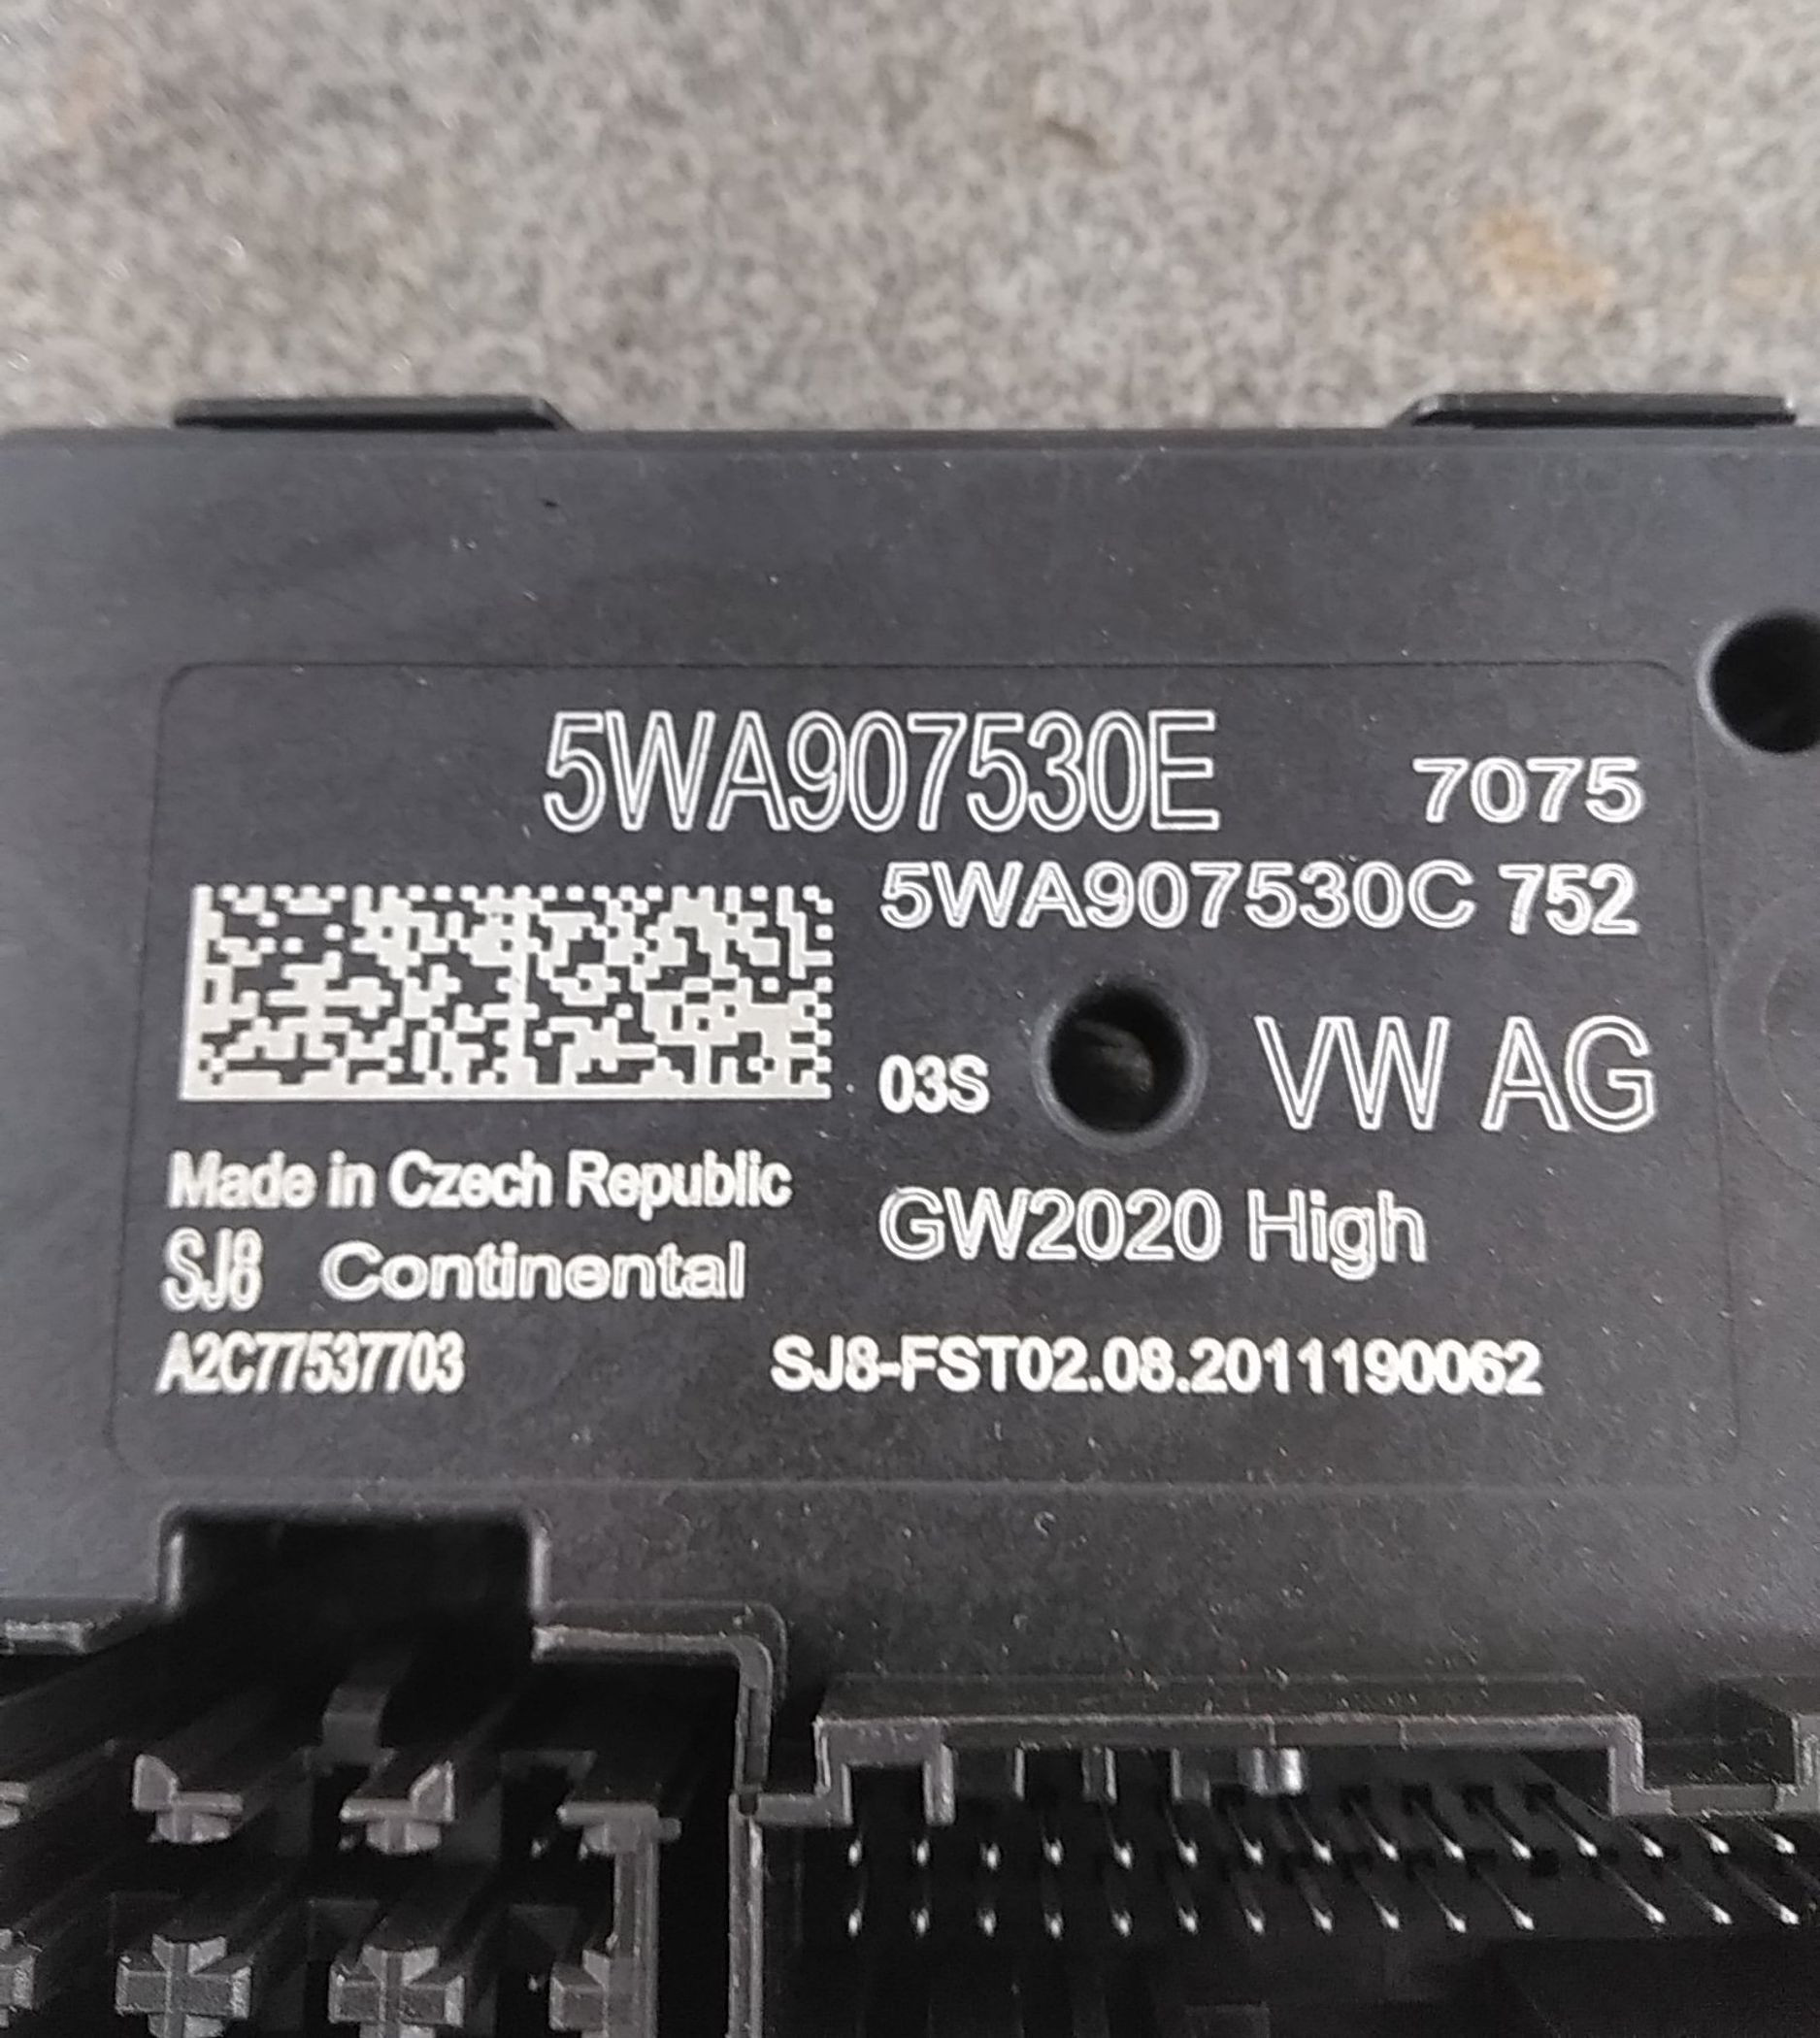 5WA907530E 7075
5WA907530C 752
03S VW AG
Made in Czech Republic
GW2020 High
SJ8 Continental
A2C77537703 SJ8-FST02.08.2011190062